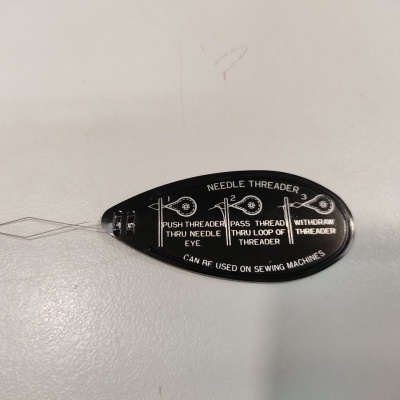 NEEDLE THREADER
1 2 3
PUSH THREADER
THRU NEEDLE
EYE
PASS THREAD
THRU LOOP OF
THREADER
WITHDRAW
THREADER
CAN BE USED ON SEWING MACHINES